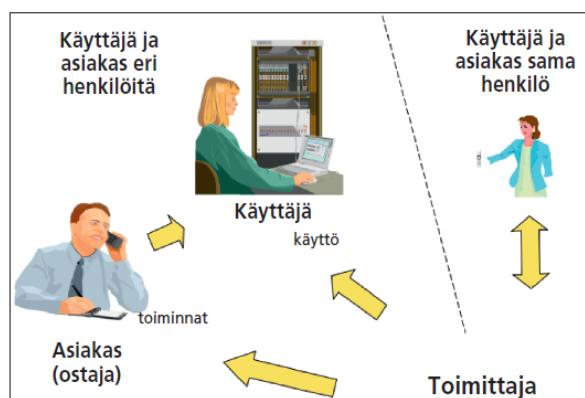 Käyttäjä ja
asiakas eri
henkilöitä
Käyttäjä ja
asiakas sama
henkilö
Käyttäjä
käyttö
toiminnat
Asiakas
(ostaja)
Toimittaja